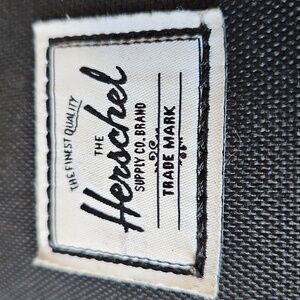 THE FINEST QUALITY
THE
Herschel
SUPPLY CO. BRAND
TRADE MARK